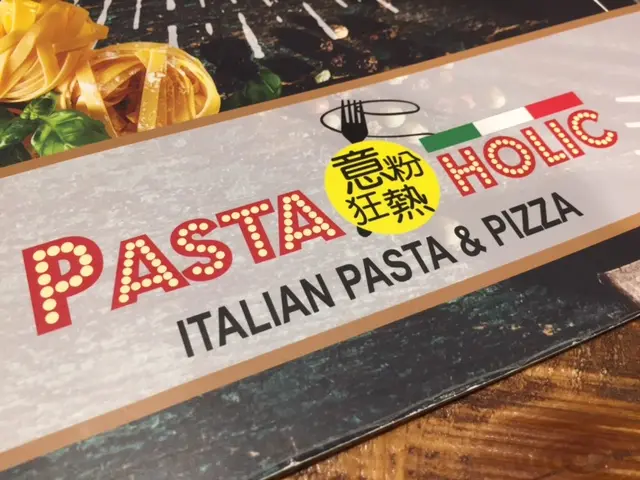 PASTA HOLIC
意粉
狂熱
ITALIAN PASTA & PIZZA